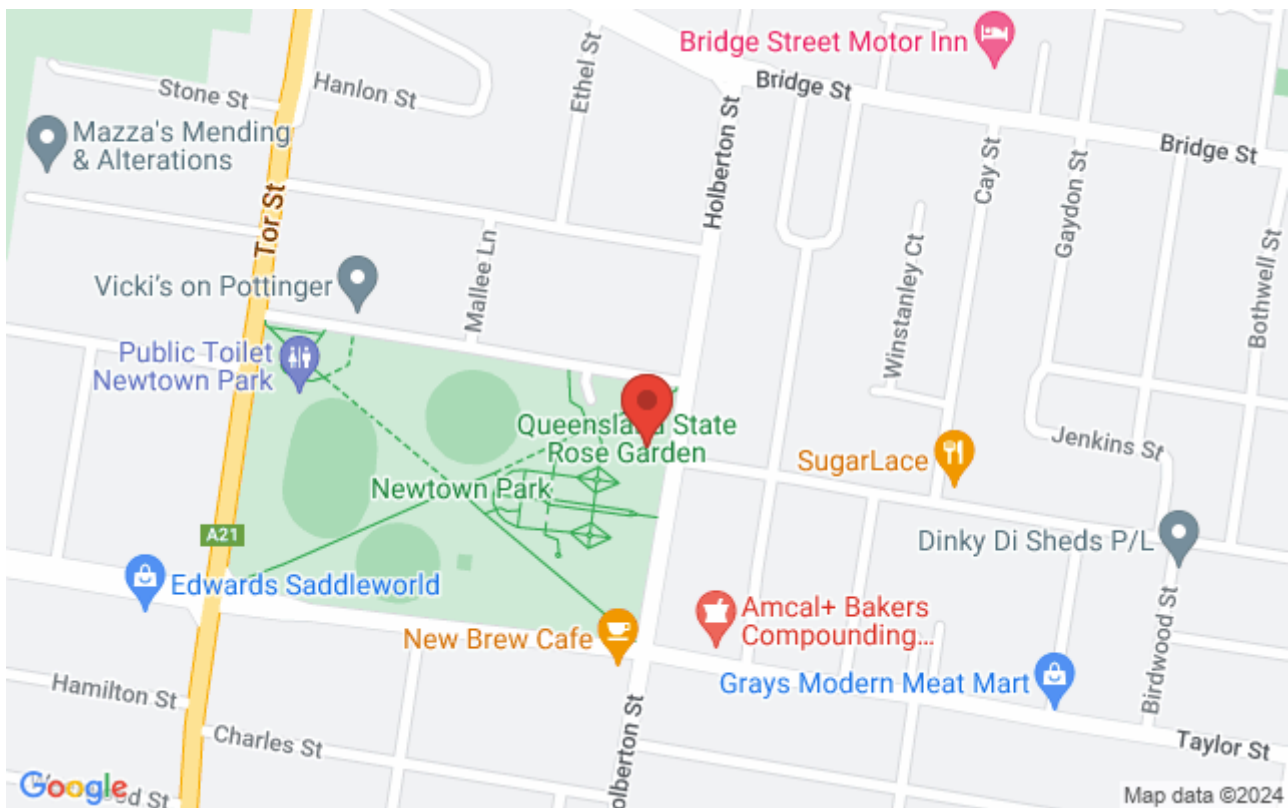 Bridge Street Motor Inn
Ethel St
Stone St
Hanlon St
Bridge St
Holberton St
Mazza's Mending
& Alterations
Bridge St
Cay St
Gaydon St
Tor St
Mallee Ln
Winstanley Ct
Bothwell St
Vicki's on Pottinger
Public Toilet
Newtown Park
Queensland State
Rose Garden
Jenkins St
SugarLace
Newtown Park
A21
Dinky Di Sheds P/L
Edwards Saddleworld
Amcal+ Bakers
Compounding...
New Brew Cafe
Birdwood St
Grays Modern Meat Mart
Hamilton St
Charles St
Holberton St
Taylor St
Google
Map data ©2024